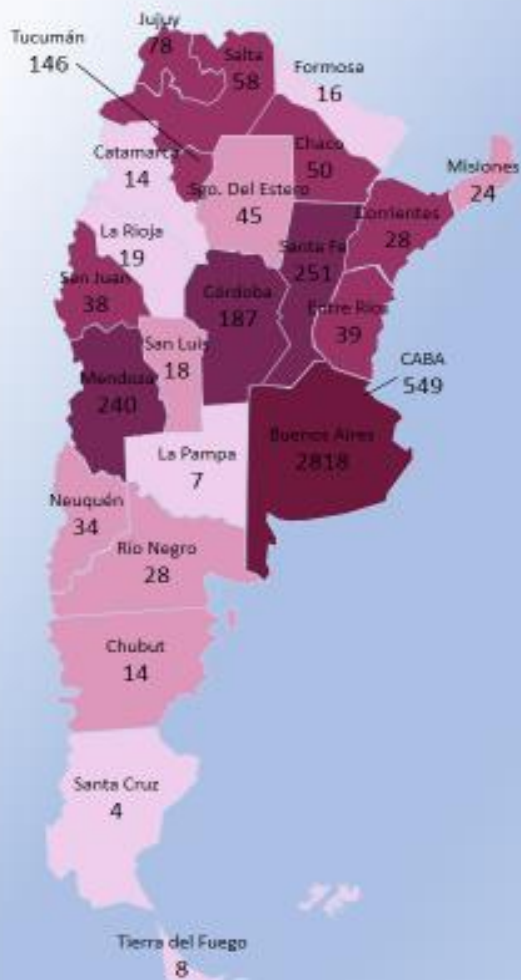 Jujuy
78
Tucumán
146
Salta
58
Formosa
16
Catamarca
14
Chaco
50
Misiones
24
Sgo. Del Estero
45
Corrientes
28
La Rioja
19
Santa Fe
251
San Juan
38
Córdoba
187
Entre Rios
39
San Luis
18
CABA
549
Mendoza
240
Buenos Aires
2818
La Pampa
7
Neuquén
34
Rio Negro
28
Chubut
14
Santa Cruz
4
Tierra del Fuego
8